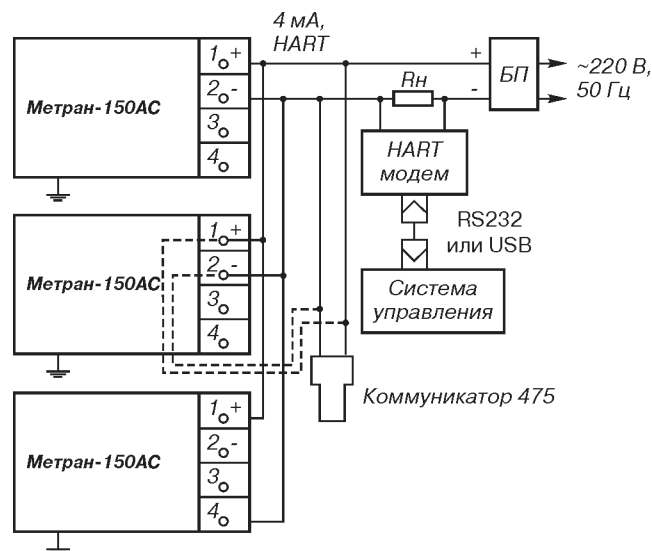 4 мА,
HART
Метран-150АС
1 +
2 -
3
4
+
-
Rн
БП
~220 В,
50 Гц
HART
модем
RS232
или USB
Система
управления
Метран-150АС
1 +
2 -
3
4
Коммуникатор 475
Метран-150АС
1 +
2 -
3
4